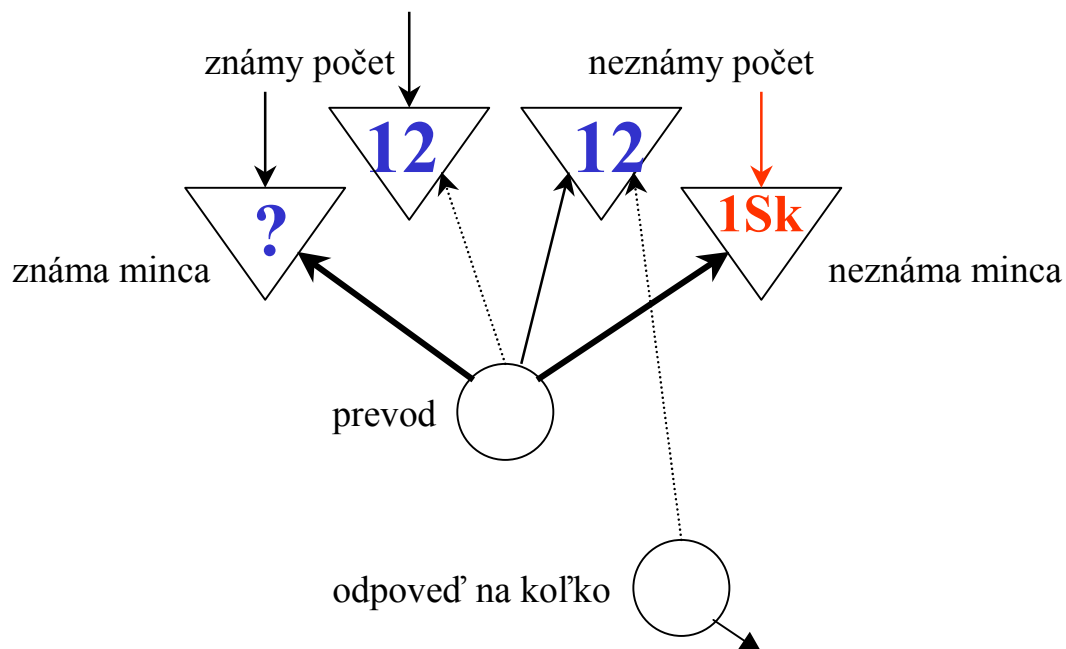 známy počet
neznámy počet
12
12
?
1Sk
známa minca
neznáma minca
prevod
odpoveď na koľko